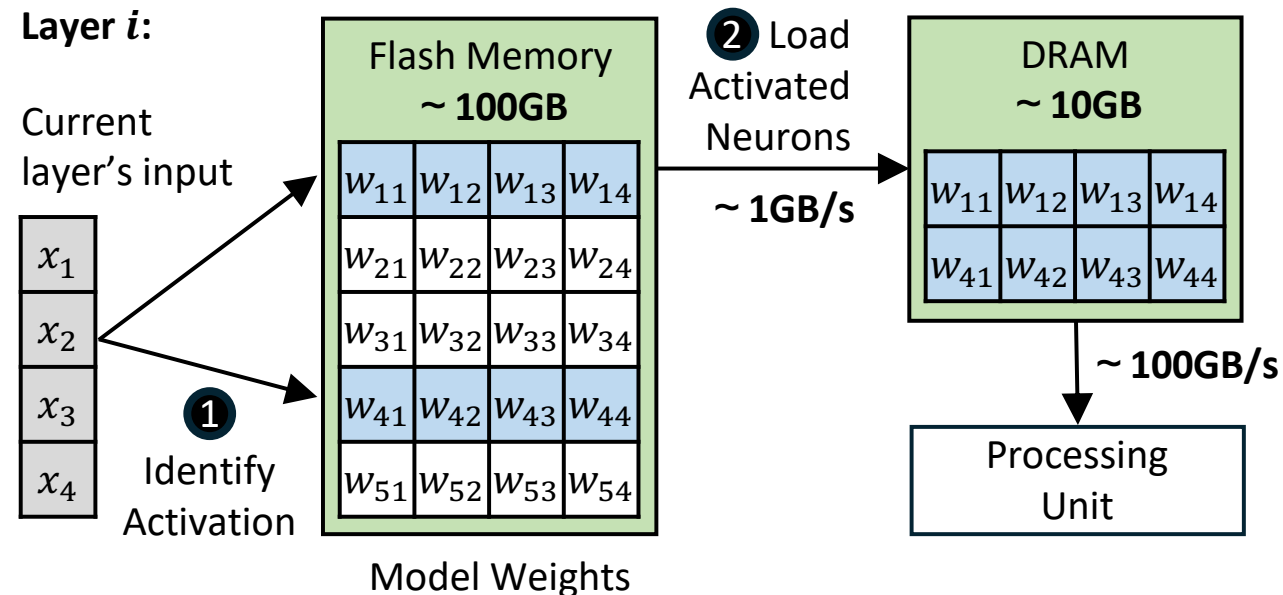 Layer i:
Current
layer's input
x₁
x₂
x₃
x₄
1
Identify
Activation
Flash Memory
~ 100GB
w₁₁ w₁₂ w₁₃ w₁₄
w₂₁ w₂₂ w₂₃ w₂₄
w₃₁ w₃₂ w₃₃ w₃₄
w₄₁ w₄₂ w₄₃ w₄₄
w₅₁ w₅₂ w₅₃ w₅₄
Model Weights
2 Load
Activated
Neurons
~ 1GB/s
DRAM
~ 10GB
w₁₁ w₁₂ w₁₃ w₁₄
w₄₁ w₄₂ w₄₃ w₄₄
~ 100GB/s
Processing
Unit